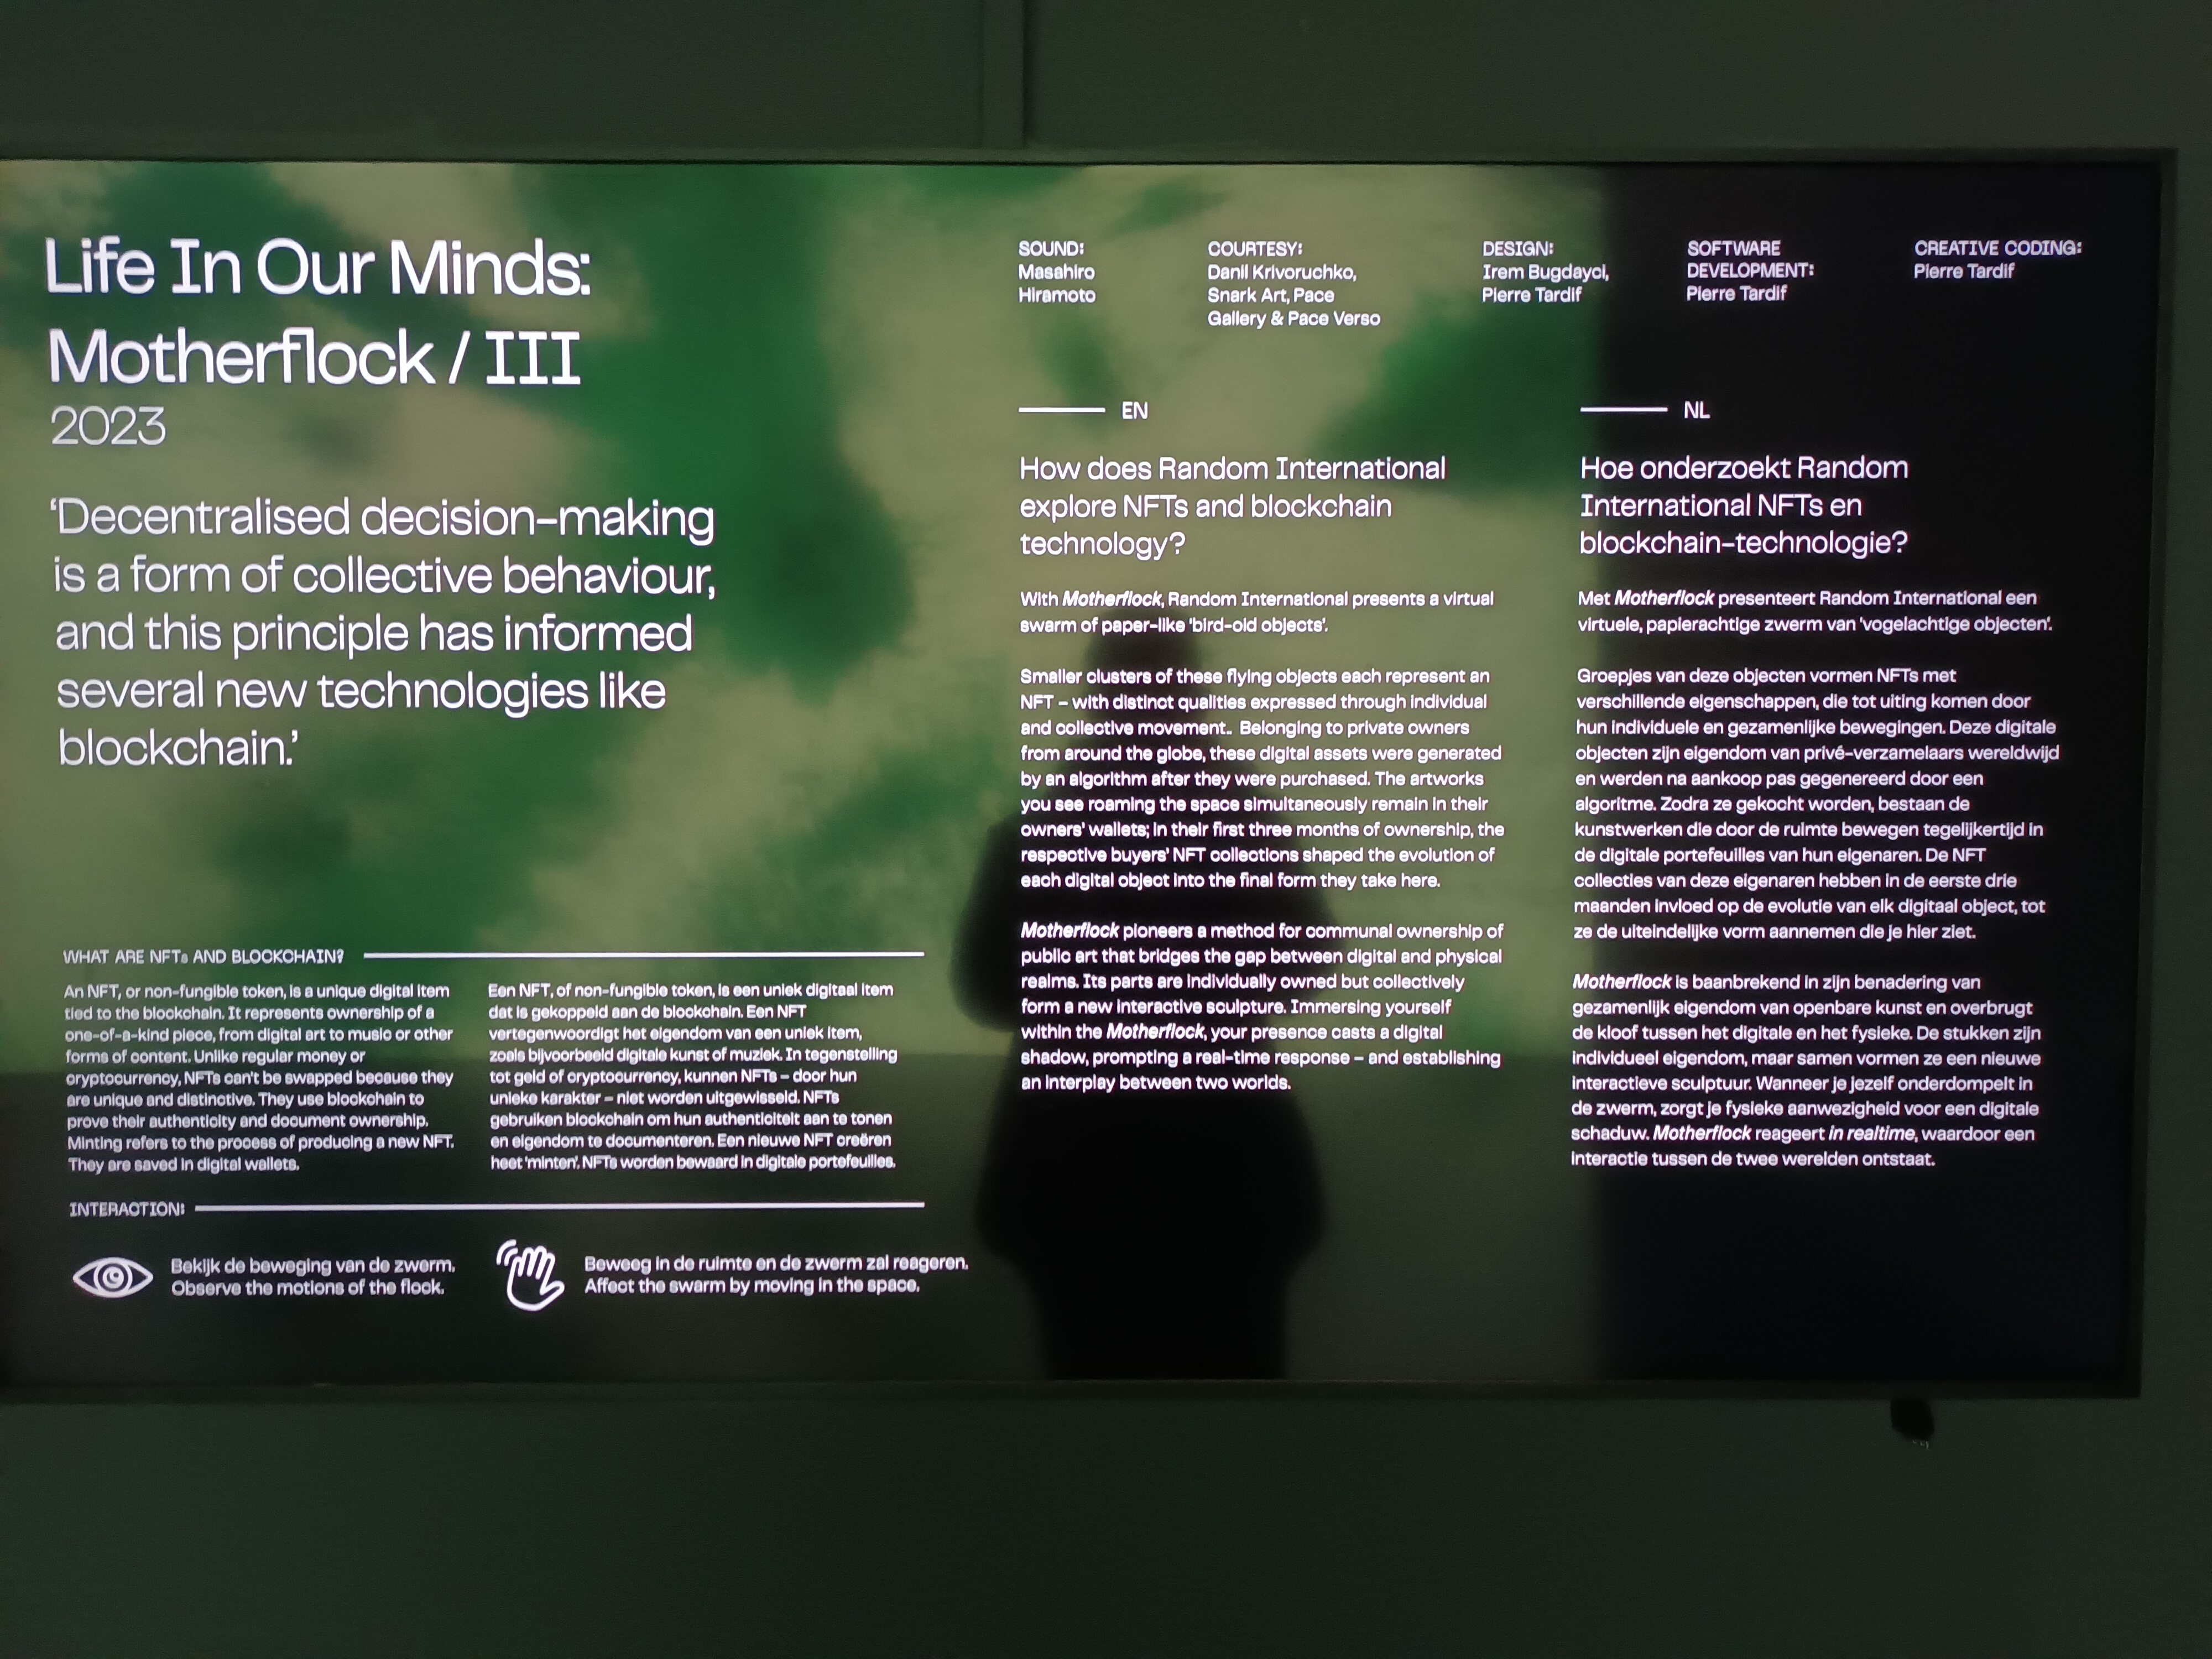 Life In Our Minds:
Motherflock / III
2023
‘Decentralised decision-making
is a form of collective behaviour,
and this principle has informed
several new technologies like
blockchain.’
WHAT ARE NFTs AND BLOCKCHAIN?
An NFT, or non-fungible token, is a unique digital item
tied to the blockchain. It represents ownership of a
one-of-a-kind piece, from digital art to music or other
forms of content. Unlike regular money or
cryptocurrency, NFTs can't be swapped because they
are unique and distinctive. They use blockchain to
prove their authenticity and document ownership.
Minting refers to the process of producing a new NFT.
They are saved in digital wallets.
Een NFT, of non-fungible token, is een uniek digitaal item
dat is gekoppeld aan de blockchain. Een NFT
vertegenwoordigt het eigendom van een uniek item,
zoals bijvoorbeeld digitale kunst of muziek. In tegenstelling
tot geld of cryptocurrency, kunnen NFTs – door hun
unieke karakter – niet worden uitgewisseld. NFTs
gebruiken blockchain om hun authenticiteit aan te tonen
en eigendom te documenteren. Een nieuwe NFT creëren
heet 'minten'. NFTs worden bewaard in digitale portefeuilles.
INTERACTION:
Bekijk de beweging van de zwerm.
Observe the motions of the flock.
Beweeg in de ruimte en de zwerm zal reageren.
Affect the swarm by moving in the space.
SOUND:
Masahiro
Hiramoto
COURTESY:
Danil Krivoruchko,
Snark Art, Pace
Gallery & Pace Verso
DESIGN:
Irem Bugdayci,
Pierre Tardif
SOFTWARE
DEVELOPMENT:
Pierre Tardif
CREATIVE CODING:
Pierre Tardif
EN
How does Random International
explore NFTs and blockchain
technology?
With Motherflock, Random International presents a virtual
swarm of paper-like 'bird-oid objects'.
Smaller clusters of these flying objects each represent an
NFT – with distinct qualities expressed through individual
and collective movement.. Belonging to private owners
from around the globe, these digital assets were generated
by an algorithm after they were purchased. The artworks
you see roaming the space simultaneously remain in their
owners' wallets; in their first three months of ownership, the
respective buyers' NFT collections shaped the evolution of
each digital object into the final form they take here.
Motherflock pioneers a method for communal ownership of
public art that bridges the gap between digital and physical
realms. Its parts are individually owned but collectively
form a new interactive sculpture. Immersing yourself
within the Motherflock, your presence casts a digital
shadow, prompting a real-time response – and establishing
an interplay between two worlds.
NL
Hoe onderzoekt Random
International NFTs en
blockchain-technologie?
Met Motherflock presenteert Random International een
virtuele, papierachtige zwerm van 'vogelachtige objecten'.
Groepjes van deze objecten vormen NFTs met
verschillende eigenschappen, die tot uiting komen door
hun individuele en gezamenlijke bewegingen. Deze digitale
objecten zijn eigendom van privé-verzamelaars wereldwijd
en werden na aankoop pas gegenereerd door een
algoritme. Zodra ze gekocht worden, bestaan de
kunstwerken die door de ruimte bewegen tegelijkertijd in
de digitale portefeuilles van hun eigenaren. De NFT
collecties van deze eigenaren hebben in de eerste drie
maanden invloed op de evolutie van elk digitaal object, tot
ze de uiteindelijke vorm aannemen die je hier ziet.
Motherflock is baanbrekend in zijn benadering van
gezamenlijk eigendom van openbare kunst en overbrugt
de kloof tussen het digitale en het fysieke. De stukken zijn
individueel eigendom, maar samen vormen ze een nieuwe
interactieve sculptuur. Wanneer je jezelf onderdompelt in
de zwerm, zorgt je fysieke aanwezigheid voor een digitale
schaduw. Motherflock reageert in realtime, waardoor een
interactie tussen de twee werelden ontstaat.